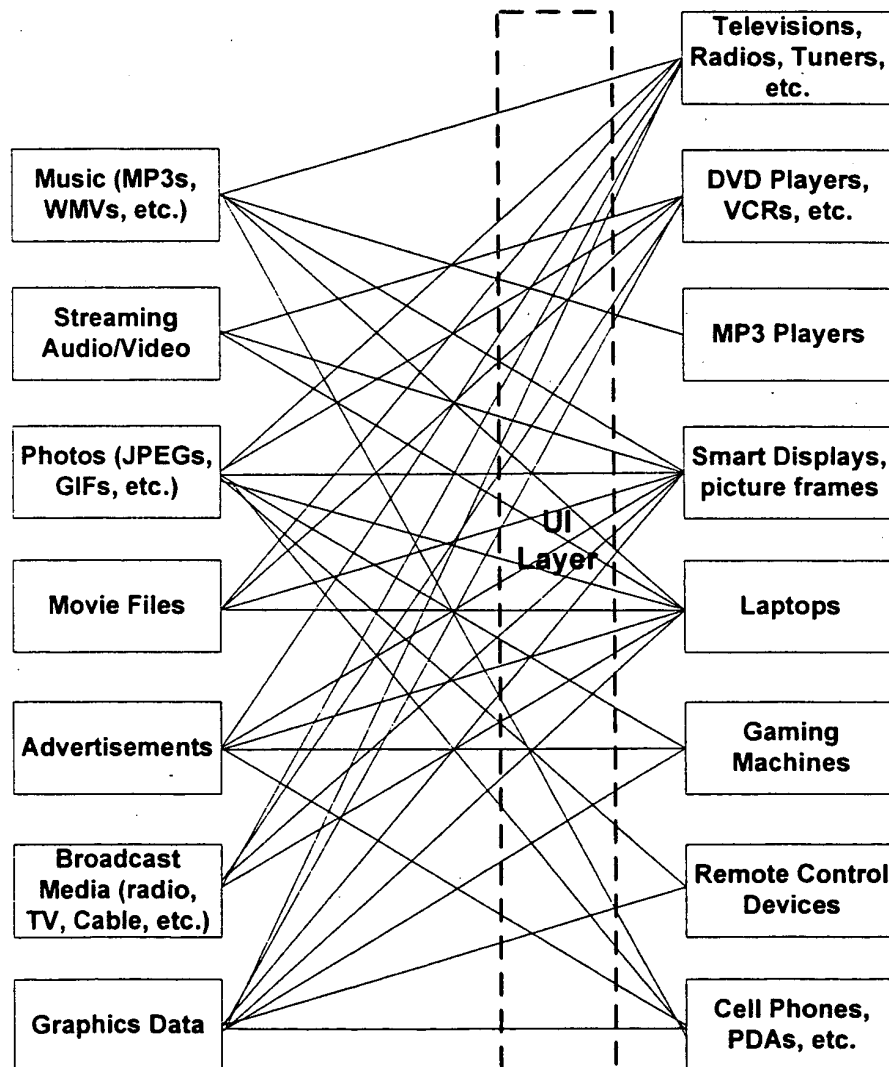 Televisions,
Radios, Tuners,
etc.
Music (MP3s,
WMVs, etc.)
DVD Players,
VCRs, etc.
Streaming
Audio/Video
MP3 Players
Photos (JPEGs,
GIFs, etc.)
Smart Displays,
picture frames
UI
Layer
Movie Files
Laptops
Advertisements
Gaming
Machines
Broadcast
Media (radio,
TV, Cable, etc.)
Remote Control
Devices
Graphics Data
Cell Phones,
PDAs, etc.